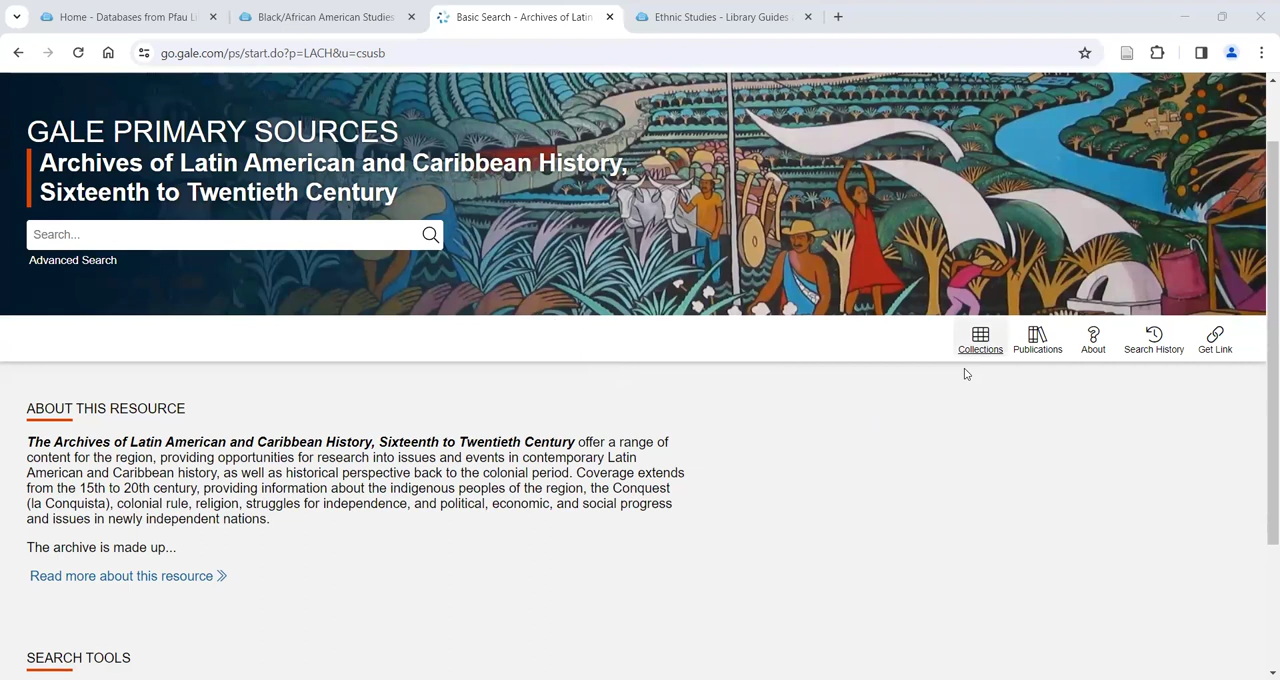 Home - Databases from Pfau Li
Black/African American Studies
Basic Search - Archives of Latin
Ethnic Studies - Library Guides
go.gale.com/ps/start.do?p=LACH&u=csusb
GALE PRIMARY SOURCES
Archives of Latin American and Caribbean History,
Sixteenth to Twentieth Century
Search...
Advanced Search
Collections
Publications
About
Search History
Get Link
ABOUT THIS RESOURCE
The Archives of Latin American and Caribbean History, Sixteenth to Twentieth Century offer a range of
content for the region, providing opportunities for research into issues and events in contemporary Latin
American and Caribbean history, as well as historical perspective back to the colonial period. Coverage extends
from the 15th to 20th century, providing information about the indigenous peoples of the region, the Conquest
(la Conquista), colonial rule, religion, struggles for independence, and political, economic, and social progress
and issues in newly independent nations.
The archive is made up...
Read more about this resource
SEARCH TOOLS